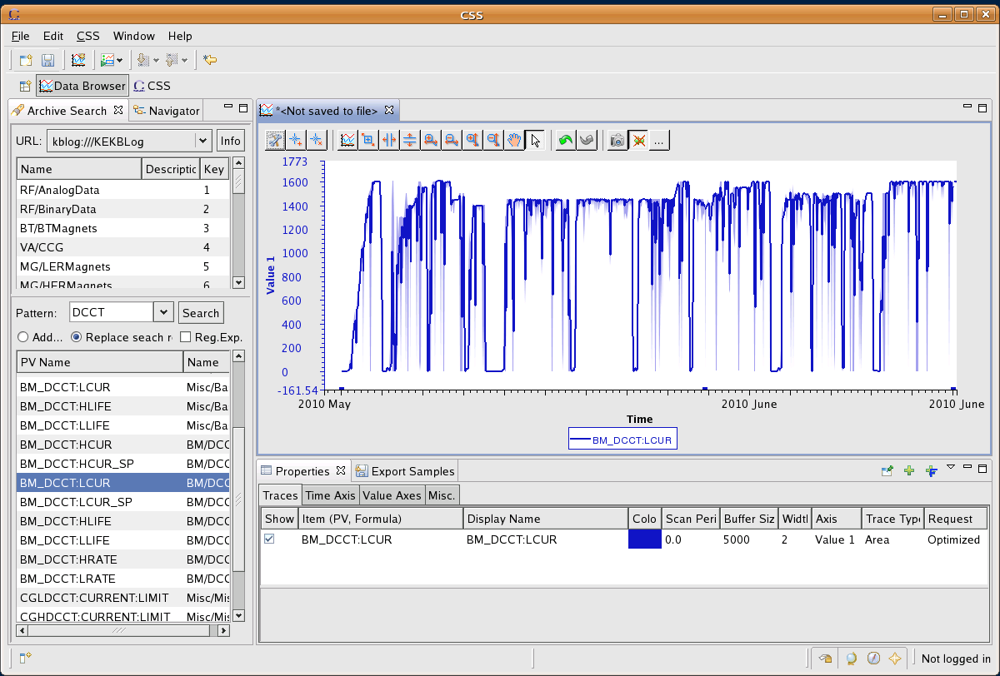 CSS
File Edit CSS Window Help
Data Browser CSS
Archive Search Navigator
URL: kblog:///KEKBLog Info
Name Descriptic Key
RF/AnalogData 1
RF/BinaryData 2
BT/BTMagnets 3
VA/CCG 4
MG/LERMagnets 5
MG/HERMagnets 6
Pattern: DCCT Search
Add... Replace seach r Reg.Exp.
PV Name Name
BM_DCCT:LCUR Misc/Ba
BM_DCCT:HLIFE Misc/Ba
BM_DCCT:LLIFE Misc/Ba
BM_DCCT:HCUR BM/DCC
BM_DCCT:HCUR_SP BM/DCC
BM_DCCT:LCUR BM/DCC
BM_DCCT:LCUR_SP BM/DCC
BM_DCCT:HLIFE BM/DCC
BM_DCCT:LLIFE BM/DCC
BM_DCCT:HRATE BM/DCC
BM_DCCT:LRATE BM/DCC
CGLDCCT:CURRENT:LIMIT Misc/Mis
CGHDCCT:CURRENT:LIMIT Misc/Mis
*<Not saved to file>
...
1773
1600
1400
1200
1000
800
600
400
200
0
-161.54
Value 1
2010 May 2010 June 2010 June
Time
BM_DCCT:LCUR
Properties Export Samples
Traces Time Axis Value Axes Misc.
Show Item (PV, Formula) Display Name Colo Scan Peri Buffer Siz Widtl Axis Trace Type Request
BM_DCCT:LCUR BM_DCCT:LCUR 0.0 5000 2 Value 1 Area Optimized
Not logged in